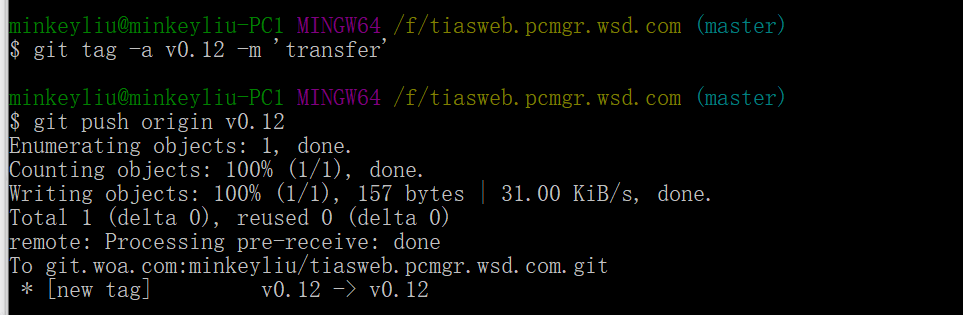 minkeyliu@minkeyliu-PC1 MINGW64 /f/tiasweb.pcmgr.wsd.com (master)
$ git tag -a v0.12 -m 'transfer'
minkeyliu@minkeyliu-PC1 MINGW64 /f/tiasweb.pcmgr.wsd.com (master)
$ git push origin v0.12
Enumerating objects: 1, done.
Counting objects: 100% (1/1), done.
Writing objects: 100% (1/1), 157 bytes | 31.00 KiB/s, done.
Total 1 (delta 0), reused 0 (delta 0)
remote: Processing pre-receive: done
To git.woa.com:minkeyliu/tiasweb.pcmgr.wsd.com.git
 * [new tag]         v0.12 -> v0.12